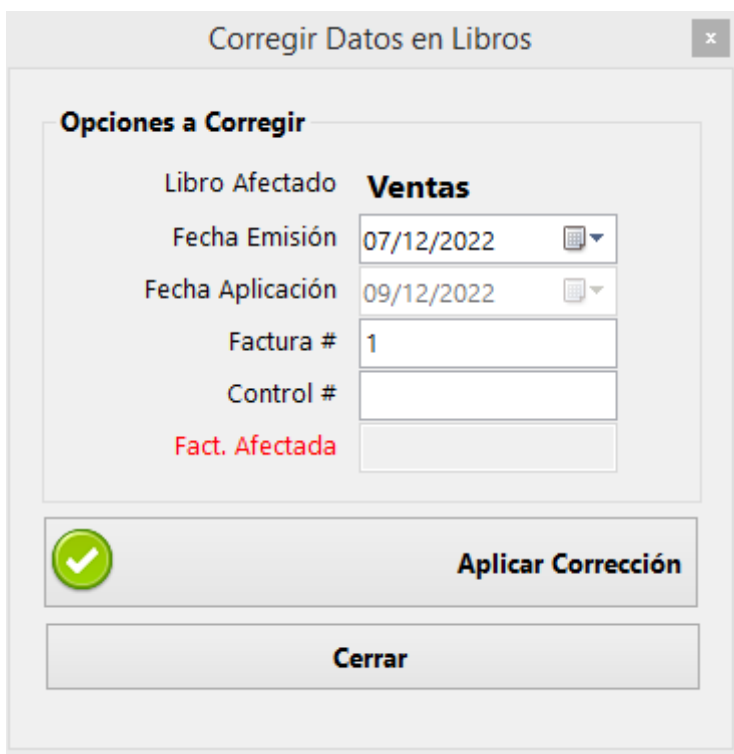 Corregir Datos en Libros
x
Opciones a Corregir
Libro Afectado Ventas
Fecha Emisión 07/12/2022
Fecha Aplicación 09/12/2022
Factura # 1
Control #
Fact. Afectada
Aplicar Corrección
Cerrar